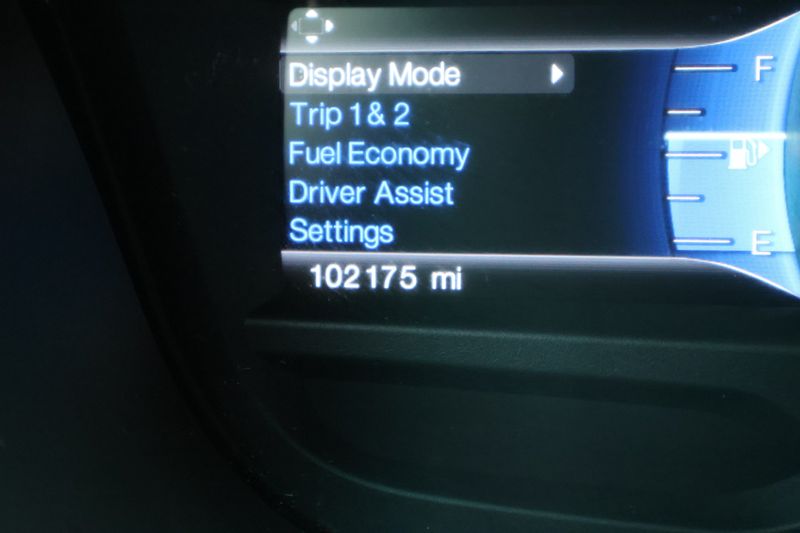 Display Mode
Trip 1 & 2
Fuel Economy
Driver Assist
Settings
102175 mi
F
E